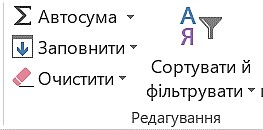 Автосума
Заповнити
Очистити
А
Я
Сортувати й
фільтрувати
Редагування